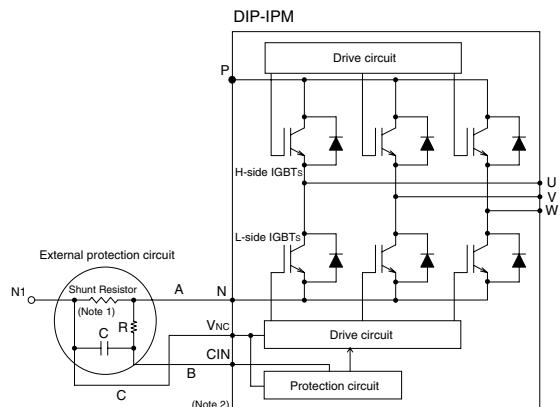 DIP-IPM
Drive circuit
P
H-side IGBTs
U
V
W
L-side IGBTs
External protection circuit
N1
Shunt Resistor
A
N
(Note 1)
R
C
VNC
Drive circuit
CIN
B
C
Protection circuit
(Note 2)